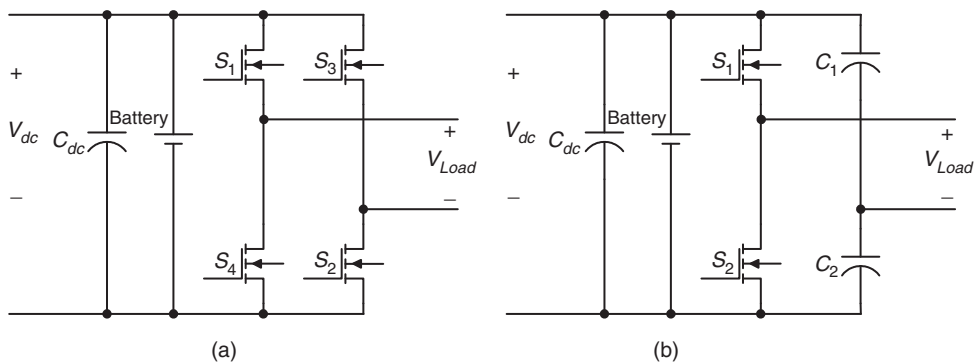 +
V_dc
−
C_dc
Battery
S_1
S_3
S_4
S_2
+
V_Load
−
(a)
+
V_dc
−
C_dc
Battery
S_1
S_2
C_1
C_2
+
V_Load
−
(b)